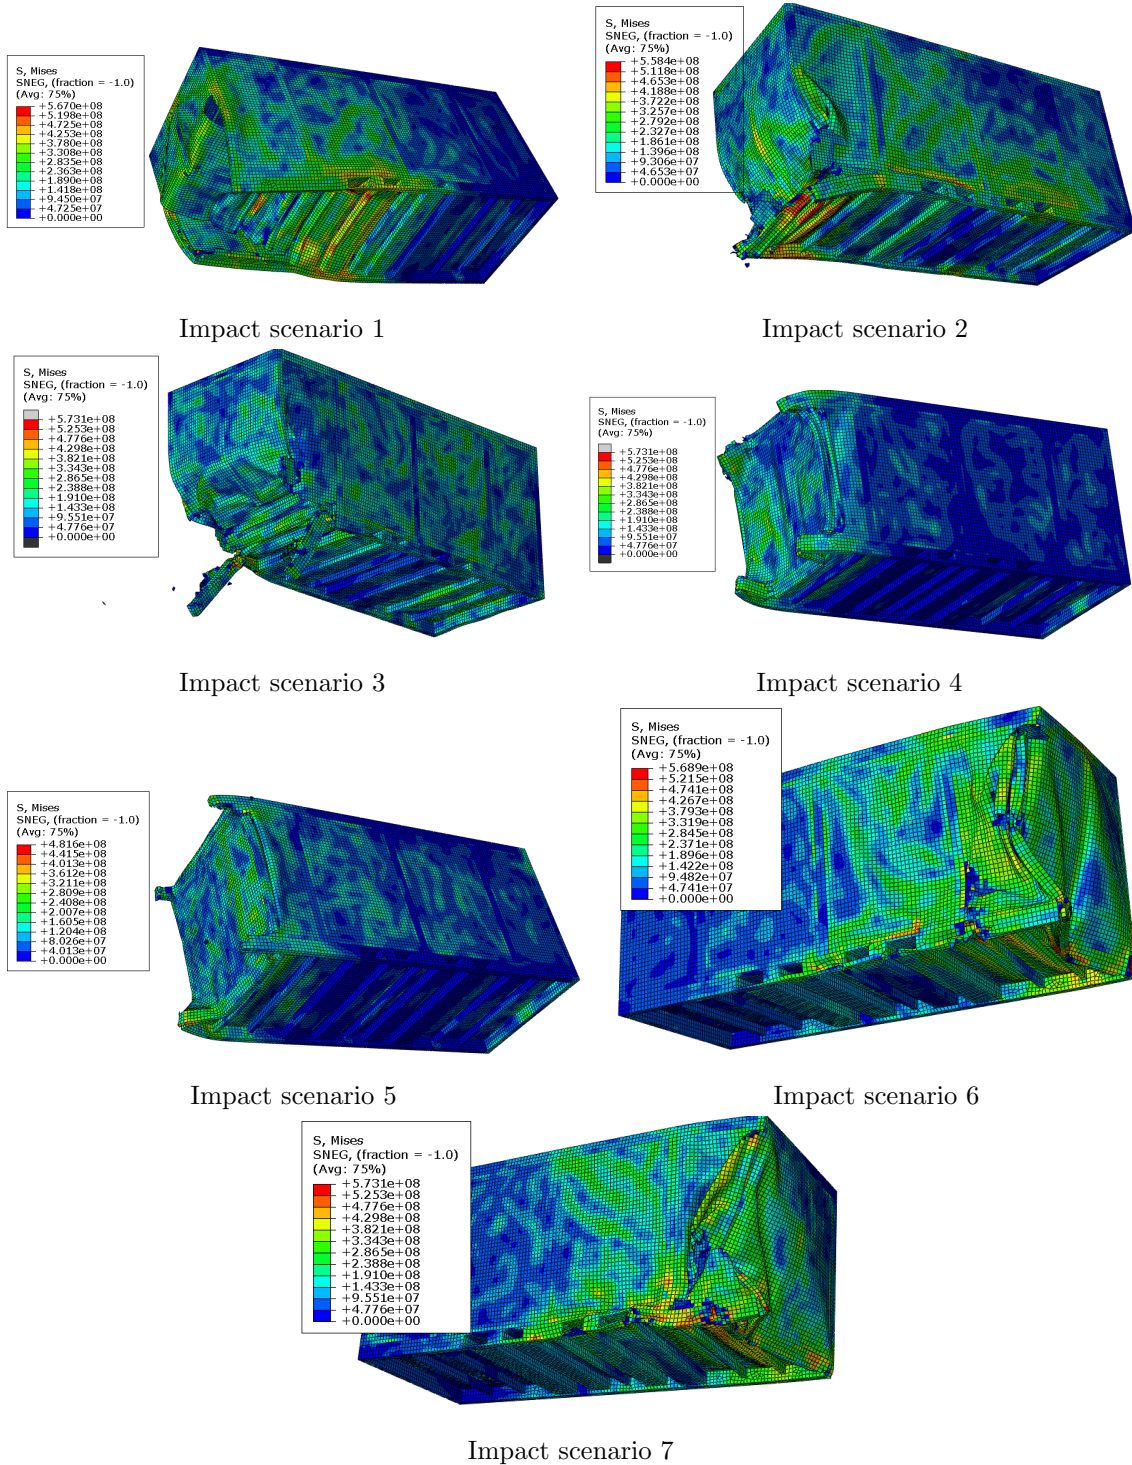 S, Mises
SNEG, (fraction = -1.0)
(Avg: 75%)
+5.670e+08
+5.198e+08
+4.725e+08
+4.253e+08
+3.780e+08
+3.308e+08
+2.835e+08
+2.363e+08
+1.890e+08
+1.418e+08
+9.450e+07
+4.725e+07
+0.000e+00
Impact scenario 1
S, Mises
SNEG, (fraction = -1.0)
(Avg: 75%)
+5.584e+08
+5.118e+08
+4.653e+08
+4.188e+08
+3.722e+08
+3.257e+08
+2.792e+08
+2.327e+08
+1.861e+08
+1.396e+08
+9.306e+07
+4.653e+07
+0.000e+00
Impact scenario 2
S, Mises
SNEG, (fraction = -1.0)
(Avg: 75%)
+5.731e+08
+5.253e+08
+4.776e+08
+4.298e+08
+3.821e+08
+3.343e+08
+2.865e+08
+2.388e+08
+1.910e+08
+1.433e+08
+9.551e+07
+4.776e+07
+0.000e+00
Impact scenario 3
S, Mises
SNEG, (fraction = -1.0)
(Avg: 75%)
+5.731e+08
+5.253e+08
+4.776e+08
+4.298e+08
+3.821e+08
+3.343e+08
+2.865e+08
+2.388e+08
+1.910e+08
+1.433e+08
+9.551e+07
+4.776e+07
+0.000e+00
Impact scenario 4
S, Mises
SNEG, (fraction = -1.0)
(Avg: 75%)
+4.816e+08
+4.415e+08
+4.013e+08
+3.612e+08
+3.211e+08
+2.809e+08
+2.408e+08
+2.007e+08
+1.605e+08
+1.204e+08
+8.026e+07
+4.013e+07
+0.000e+00
Impact scenario 5
S, Mises
SNEG, (fraction = -1.0)
(Avg: 75%)
+5.689e+08
+5.215e+08
+4.741e+08
+4.267e+08
+3.793e+08
+3.319e+08
+2.845e+08
+2.371e+08
+1.896e+08
+1.422e+08
+9.482e+07
+4.741e+07
+0.000e+00
Impact scenario 6
S, Mises
SNEG, (fraction = -1.0)
(Avg: 75%)
+5.731e+08
+5.253e+08
+4.776e+08
+4.298e+08
+3.821e+08
+3.343e+08
+2.865e+08
+2.388e+08
+1.910e+08
+1.433e+08
+9.551e+07
+4.776e+07
+0.000e+00
Impact scenario 7